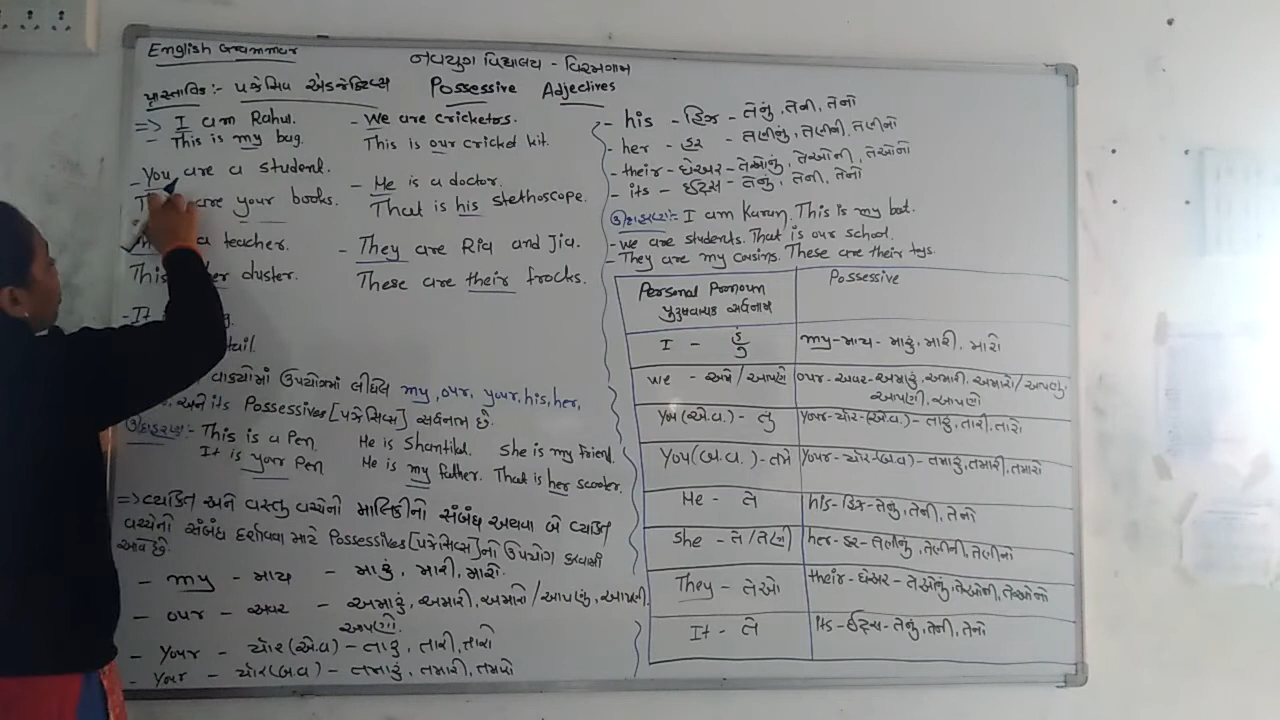 English Grammar
નવયુગ વિદ્યાલય - વિરમગામ
પ્રાસ્તાવિક :- પઝેસિવ એડજેક્ટિવ્સ Possessive Adjectives
=> I am Rahul.
- This is my bag.
- You are a student.
are your books.
a teacher.
This her duster.
- It
tail.
- We are cricketers.
This is our cricket kit.
- He is a doctor.
That is his stethoscope.
- They are Ria and Jia.
These are their frocks.
વાક્યોમાં ઉપયોગમાં લીધેલ my, our, your, his, her,
અને its Possessives [પઝેસિવ્સ] સર્વનામ છે.
ઉદાહરણ :- This is a Pen. He is Shantilal. She is my friend.
It is your Pen He is my father. That is her scooter.
=> વ્યક્તિ અને વસ્તુ વચ્ચેનો માલિકીનો સંબંધ અથવા બે વ્યક્તિ
વચ્ચેનો સંબંધ દર્શાવવા માટે Possessives [પઝેસિવ્સ] નો ઉપયોગ કરવામાં
આવે છે.
- my - માય - મારું, મારી, મારો.
- our - અવર - અમારું, અમારી, અમારો / આપણું, આપણી,
આપણો.
- Your - યોર (એ.વ) - તારું, તારી, તારો
- Your - યોર (બ.વ) - તમારું, તમારી, તમારો
- his - હિઝ - તેનું, તેની, તેનો
- her - હર - તેણીનું, તેણીની, તેણીનો
- their - ધેઅર - તેઓનું, તેઓની, તેઓનો
- its - ઈટ્સ - તેનું, તેની, તેનો
ઉદાહરણ :- I am Karan. This is my bat.
- We are students. That is our school.
- They are my cousins. These are their toys.
Personal Pronoun Possessive
પુરુષવાચક સર્વનામ
I - હું my - માય - મારું, મારી, મારો
we - અમે / આપણે our - અવર - અમારું, અમારી, અમારો / આપણું,
આપણી, આપણો
You (એ.વ.) - તુ Your - યોર - (એ.વ.) - તારું, તારી, તારો
You (બ.વ.) - તમે Your - યોર - (બ.વ) - તમારું, તમારી, તમારો
He - તે his - હિઝ - તેનું, તેની, તેનો
She - તે / તેણી her - હર - તેણીનું, તેણીની, તેણીનો
They - તેઓ their - ધેઅર - તેઓનું, તેઓની, તેઓનો
It - તે its - ઈટ્સ - તેનું, તેની, તેનો